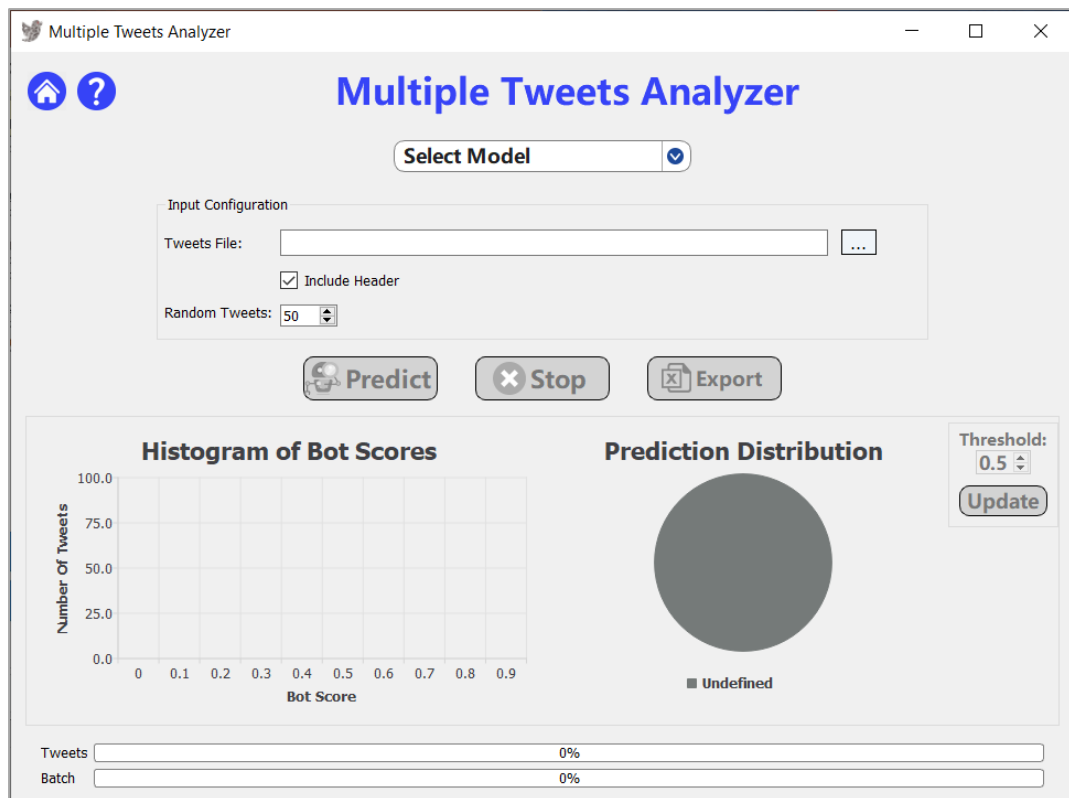 Multiple Tweets Analyzer
?
Multiple Tweets Analyzer
Select Model
Input Configuration
Tweets File:
...
Include Header
Random Tweets: 50
Predict
Stop
Export
Histogram of Bot Scores
Number Of Tweets
100.0
75.0
50.0
25.0
0.0
0 0.1 0.2 0.3 0.4 0.5 0.6 0.7 0.8 0.9
Bot Score
Prediction Distribution
Undefined
Threshold:
0.5
Update
Tweets 0%
Batch 0%